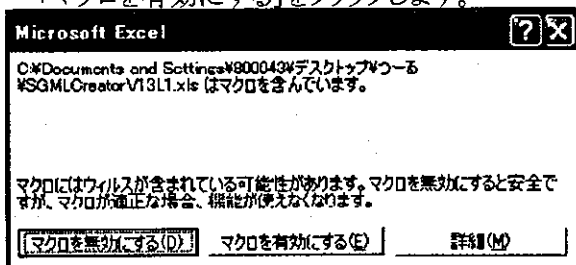 「マクロを有効にする」をクリックします。
Microsoft Excel
C:¥Documents and Settings¥800043¥デスクトップ¥つーる
¥SGMLCreatorV13L1.xls はマクロを含んでいます。
マクロにはウィルスが含まれている可能性があります。マクロを無効にすると安全で
すが、マクロが適正な場合、機能が使えなくなります。
マクロを無効にする(D) マクロを有効にする(E) 詳細(M)